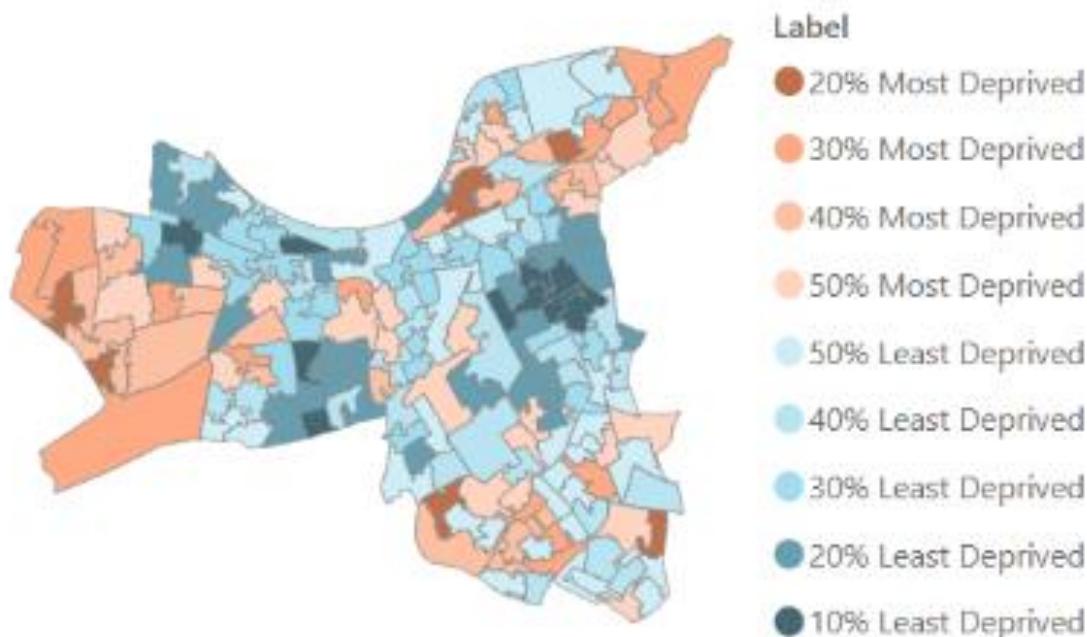 Label
20% Most Deprived
30% Most Deprived
40% Most Deprived
50% Most Deprived
50% Least Deprived
40% Least Deprived
30% Least Deprived
20% Least Deprived
10% Least Deprived